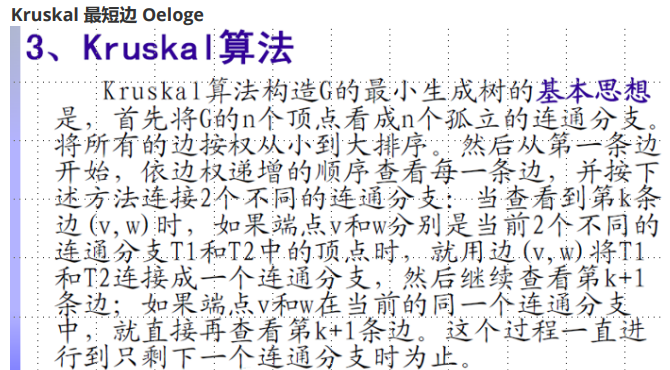 Kruskal 最短边 Oeloge
3、Kruskal算法
Kruskal算法构造G的最小生成树的基本思想
是，首先将G的n个顶点看成n个孤立的连通分支。
将所有的边按权从小到大排序。然后从第一条边
开始，依边权递增的顺序查看每一条边，并按下
述方法连接2个不同的连通分支：当查看到第k条
边(v,w)时，如果端点v和w分别是当前2个不同的
连通分支T1和T2中的顶点时，就用边(v,w)将T1
和T2连接成一个连通分支，然后继续查看第k+1
条边；如果端点v和w在当前的同一个连通分支
中，就直接再查看第k+1条边。这个过程一直进
行到只剩下一个连通分支时为止。